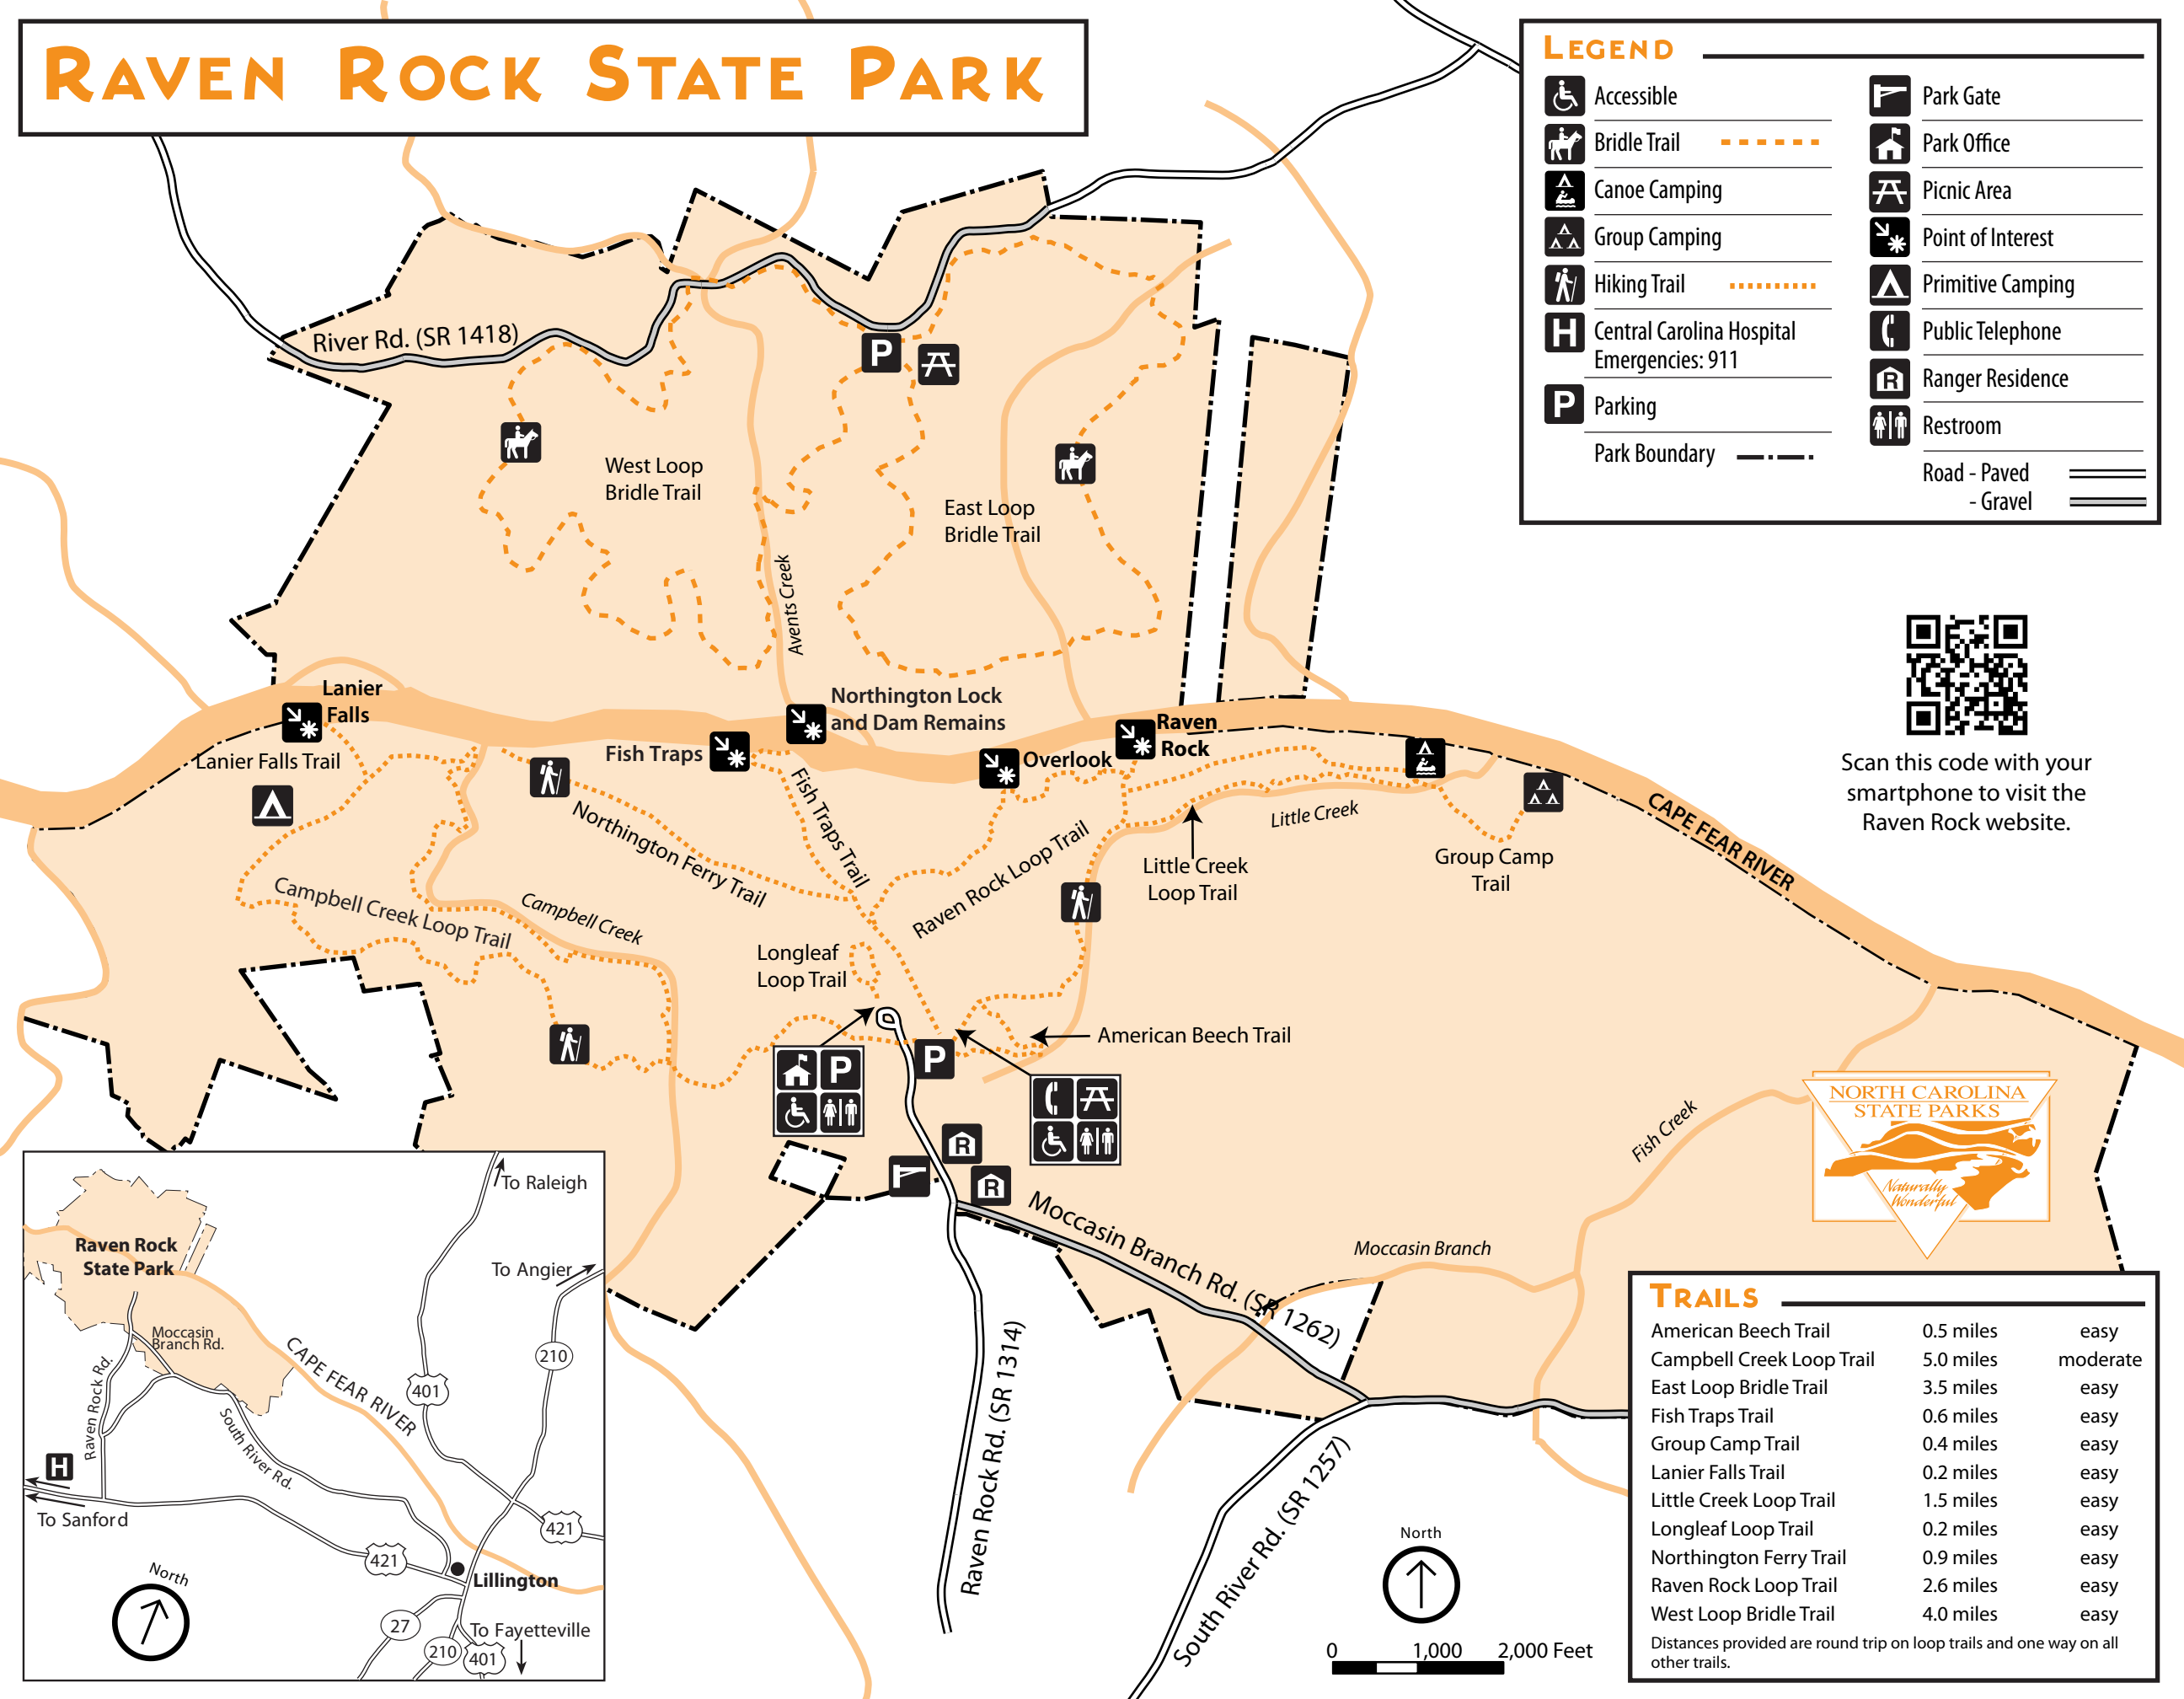 RAVEN ROCK STATE PARK
LEGEND
Accessible
Bridle Trail
Canoe Camping
Group Camping
Hiking Trail
H
Central Carolina Hospital
Emergencies: 911
P
Parking
Park Boundary
Park Gate
Park Office
Picnic Area
Point of Interest
Primitive Camping
Public Telephone
R
Ranger Residence
Restroom
Road - Paved
- Gravel
River Rd. (SR 1418)
P
West Loop
Bridle Trail
East Loop
Bridle Trail
Avents Creek
Scan this code with your
smartphone to visit the
Raven Rock website.
Lanier
Falls
Lanier Falls Trail
Northington Lock
and Dam Remains
Fish Traps
Overlook
Raven
Rock
Fish Traps Trail
Northington Ferry Trail
Raven Rock Loop Trail
Little Creek
Little Creek
Loop Trail
Group Camp
Trail
CAPE FEAR RIVER
Campbell Creek Loop Trail
Campbell Creek
Longleaf
Loop Trail
American Beech Trail
P
P
R
R
Moccasin Branch Rd. (SR 1262)
Moccasin Branch
Fish Creek
NORTH CAROLINA
STATE PARKS
Naturally
Wonderful
Raven Rock Rd. (SR 1314)
South River Rd. (SR 1257)
North
0 1,000 2,000 Feet
To Raleigh
To Angier
Raven Rock
State Park
Moccasin
Branch Rd.
Raven Rock Rd.
CAPE FEAR RIVER
South River Rd.
210
401
H
To Sanford
421
421
Lillington
North
27
210
401
To Fayetteville
TRAILS
American Beech Trail 0.5 miles easy
Campbell Creek Loop Trail 5.0 miles moderate
East Loop Bridle Trail 3.5 miles easy
Fish Traps Trail 0.6 miles easy
Group Camp Trail 0.4 miles easy
Lanier Falls Trail 0.2 miles easy
Little Creek Loop Trail 1.5 miles easy
Longleaf Loop Trail 0.2 miles easy
Northington Ferry Trail 0.9 miles easy
Raven Rock Loop Trail 2.6 miles easy
West Loop Bridle Trail 4.0 miles easy
Distances provided are round trip on loop trails and one way on all
other trails.